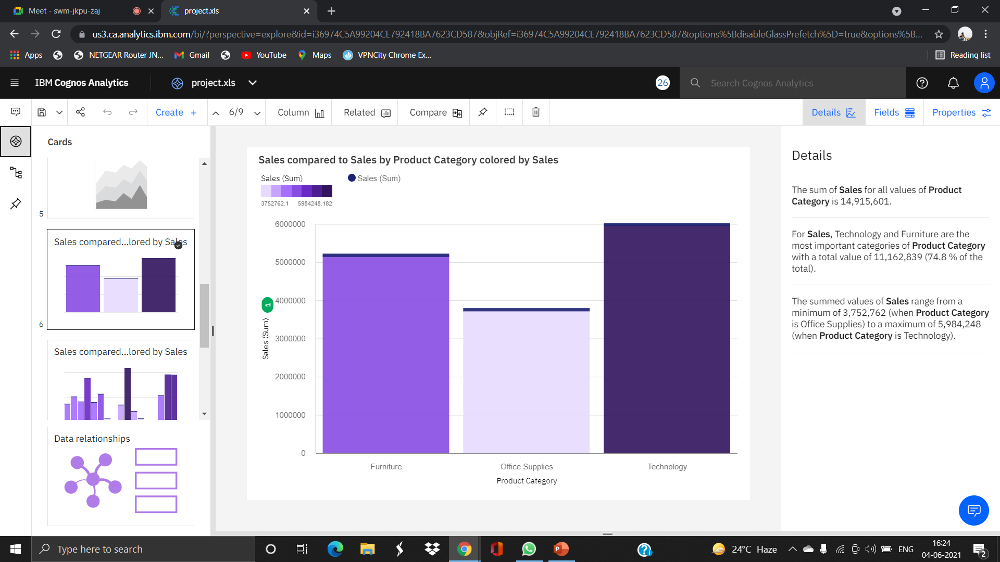 Meet - swm-jkpu-zaj
project.xls
us3.ca.analytics.ibm.com/bi/?perspective=explore&id=i36974C5A99204CE792418BA7623CD587&objRef=i36974C5A99204CE792418BA7623CD587&options%5BdisableGlassPrefetch%5D=true&options%5B...
Apps
NETGEAR Router JN...
Gmail
YouTube
Maps
VPNCity Chrome Ex...
Reading list
IBM Cognos Analytics
project.xls
26
Search Cognos Analytics
Create +
6/9
Column
Related
Compare
Details
Fields
Properties
Cards
5
Sales compared...lored by Sales
6
Sales compared...lored by Sales
Data relationships
Sales compared to Sales by Product Category colored by Sales
Sales (Sum)
3752762.1 5984248.182
Sales (Sum)
6000000
5000000
4000000
3000000
2000000
1000000
0
1
Sales (Sum)
Furniture
Office Supplies
Technology
Product Category
Details
The sum of Sales for all values of Product
Category is 14,915,601.
For Sales, Technology and Furniture are the
most important categories of Product Category
with a total value of 11,162,839 (74.8 % of the
total).
The summed values of Sales range from a
minimum of 3,752,762 (when Product Category
is Office Supplies) to a maximum of 5,984,248
(when Product Category is Technology).
Type here to search
24°C Haze
ENG
16:24
04-06-2021
2